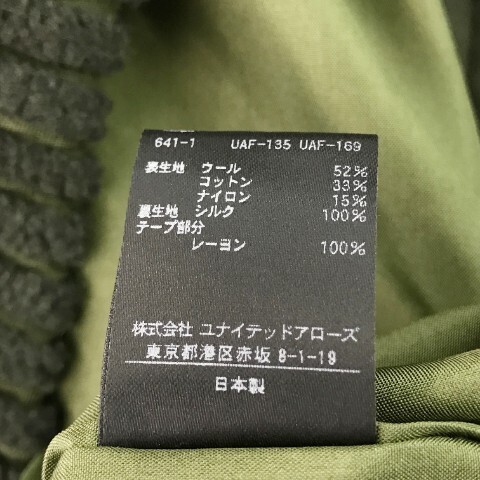 641-1 UAF-135 UAF-169
表生地 ウール 52%
コットン 33%
ナイロン 15%
裏生地 シルク 100%
テープ部分
レーヨン 100%
株式会社 ユナイテッドアローズ
東京都港区赤坂 8-1-19
日本製